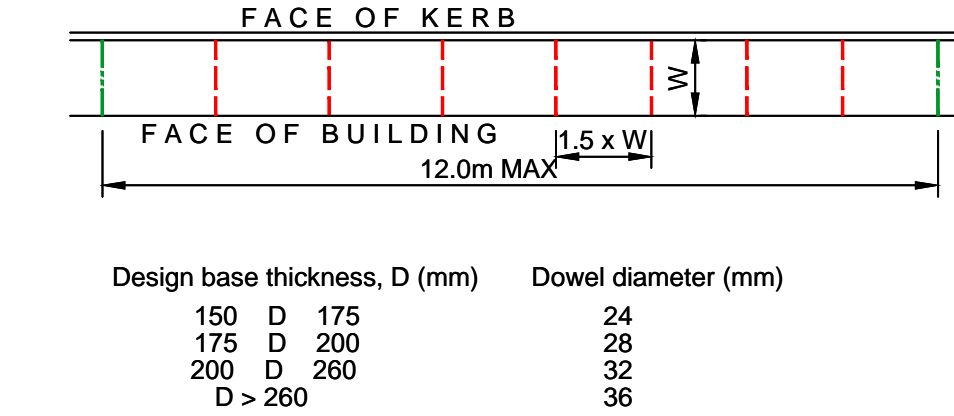 FACE OF KERB
W
FACE OF BUILDING
1.5 x W
12.0m MAX
Design base thickness, D (mm) Dowel diameter (mm)
150 D 175 24
175 D 200 28
200 D 260 32
D > 260 36